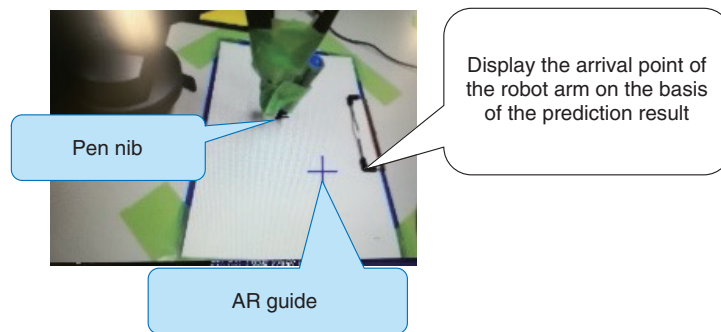 Display the arrival point of
the robot arm on the basis
of the prediction result
Pen nib
AR guide